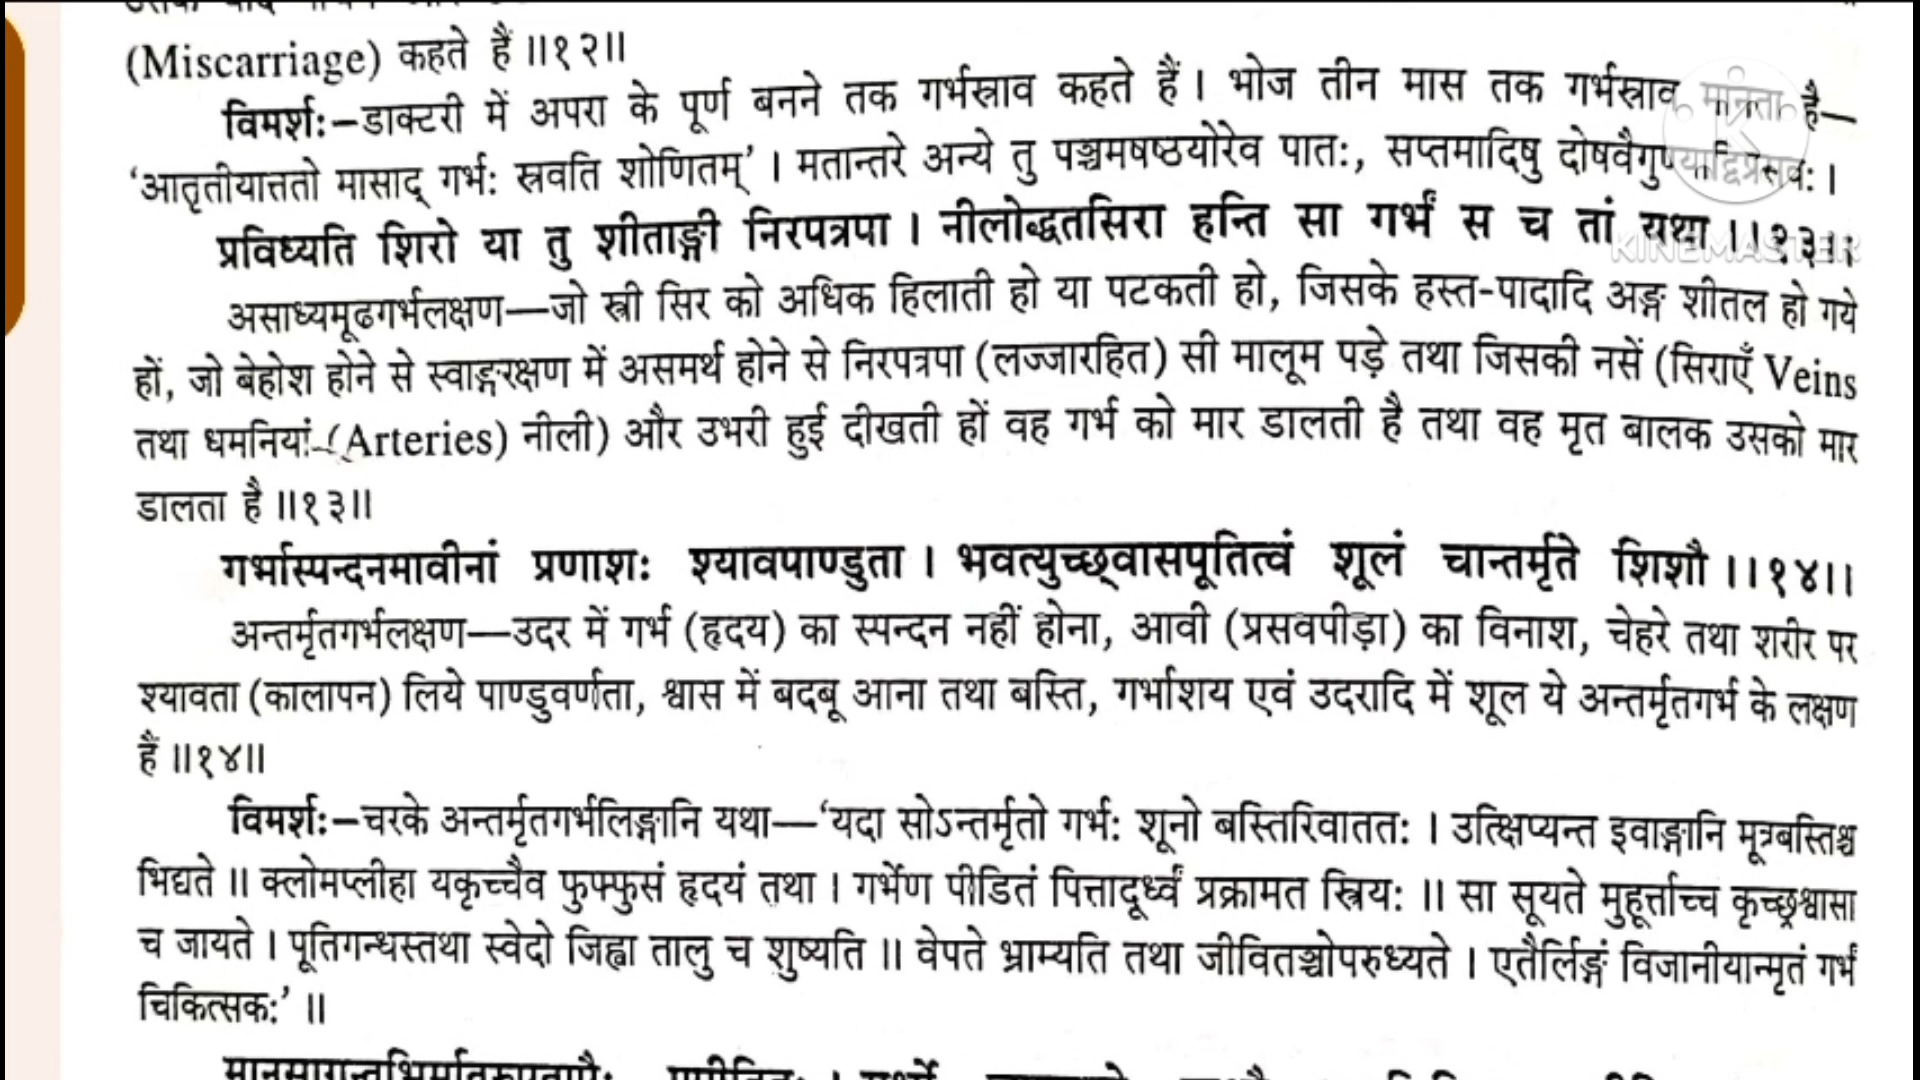 (Miscarriage) कहते हैं ॥१२॥
विमर्शः–डाक्टरी में अपरा के पूर्ण बनने तक गर्भस्राव कहते हैं । भोज तीन मास तक गर्भस्राव मानता है—
‘आतृतीयात्ततो मासाद् गर्भः स्रवति शोणितम्’ । मतान्तरे अन्ये तु पञ्चमषष्ठयोरेव पातः, सप्तमादिषु
प्रविध्यति शिरो या तु शीताङ्गी निरपत्रपा । नीलोद्धतसिरा हन्ति सा गर्भं स च तां यथा ।।१३।।
KINEMASTER
असाध्यमूढगर्भलक्षण—जो स्त्री सिर को अधिक हिलाती हो या पटकती हो, जिसके हस्त-पादादि अङ्ग शीतल हो गये
हों, जो बेहोश होने से स्वाङ्गरक्षण में असमर्थ होने से निरपत्रपा (लज्जारहित) सी मालूम पड़े तथा जिसकी नसें (सिराएँ Veins
तथा धमनियां (Arteries) नीली) और उभरी हुई दीखती हों वह गर्भ को मार डालती है तथा वह मृत बालक उसको मार
डालता है ॥१३॥
गर्भास्पन्दनमावीनां प्रणाशः श्यावपाण्डुता । भवत्युच्छ्वासपूतित्वं शूलं चान्तर्मृते शिशौ ।।१४।।
अन्तर्मृतगर्भलक्षण—उदर में गर्भ (हृदय) का स्पन्दन नहीं होना, आवी (प्रसवपीड़ा) का विनाश, चेहरे तथा शरीर पर
श्यावता (कालापन) लिये पाण्डुवर्णता, श्वास में बदबू आना तथा बस्ति, गर्भाशय एवं उदरादि में शूल ये अन्तर्मृतगर्भ के लक्षण
हैं ॥१४॥
विमर्शः–चरके अन्तर्मृतगर्भलिङ्गानि यथा—‘यदा सोऽन्तर्मृतो गर्भः शूनो बस्तिरिवाततः । उत्क्षिप्यन्त इवाङ्गानि मूत्रबस्तिश्च
भिद्यते ॥ क्लोमप्लीहा यकृच्चैव फुफ्फुसं हृदयं तथा । गर्भेण पीडितं पित्तादूर्ध्वं प्रक्रामत स्त्रियः ॥ सा सूयते मुहूर्त्ताच्च कृच्छ्रश्वासा
च जायते । पूतिगन्धस्तथा स्वेदो जिह्वा तालु च शुष्यति ॥ वेपते भ्राम्यति तथा जीवितञ्चोपरुध्यते । एतैर्लिङ्गं विजानीयान्मृतं गर्भं
चिकित्सकः’ ॥